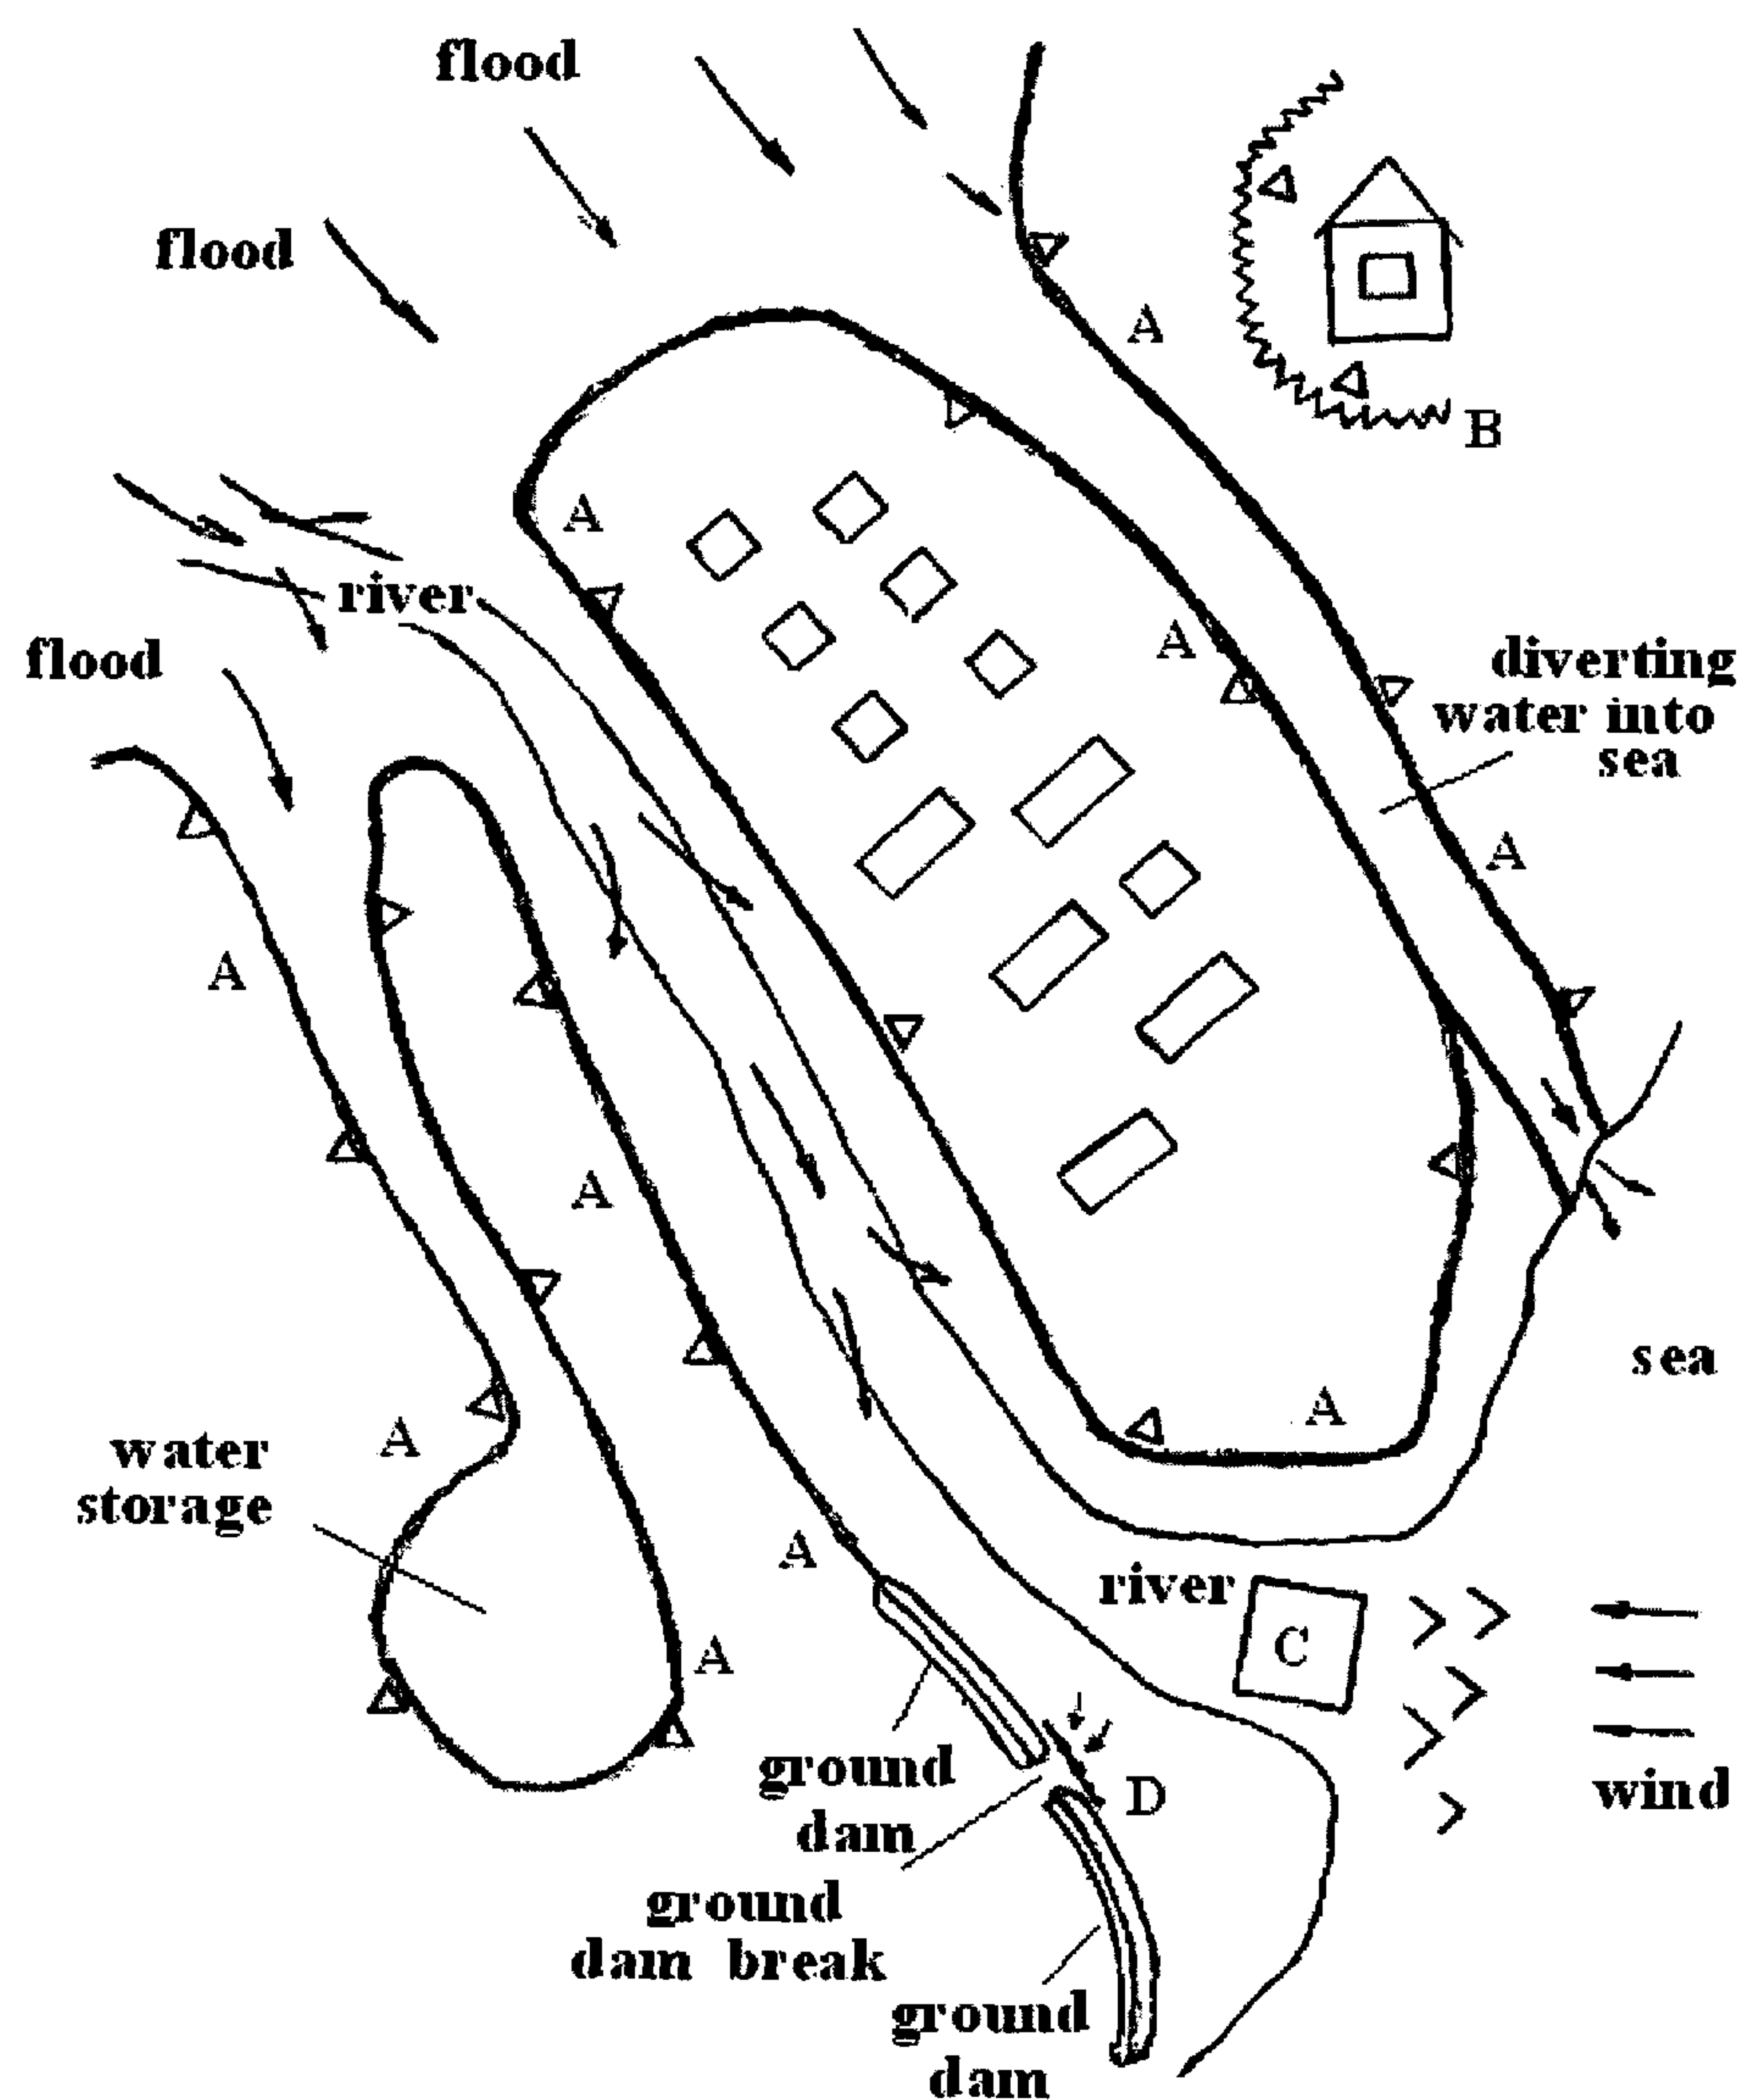 flood
flood
A
B
A
river
A
flood
diverting
water into
sea
A
A
A
sea
A
A
water
storage
A
river
C
A
ground
dam
D
wind
ground
dam break
ground
dam